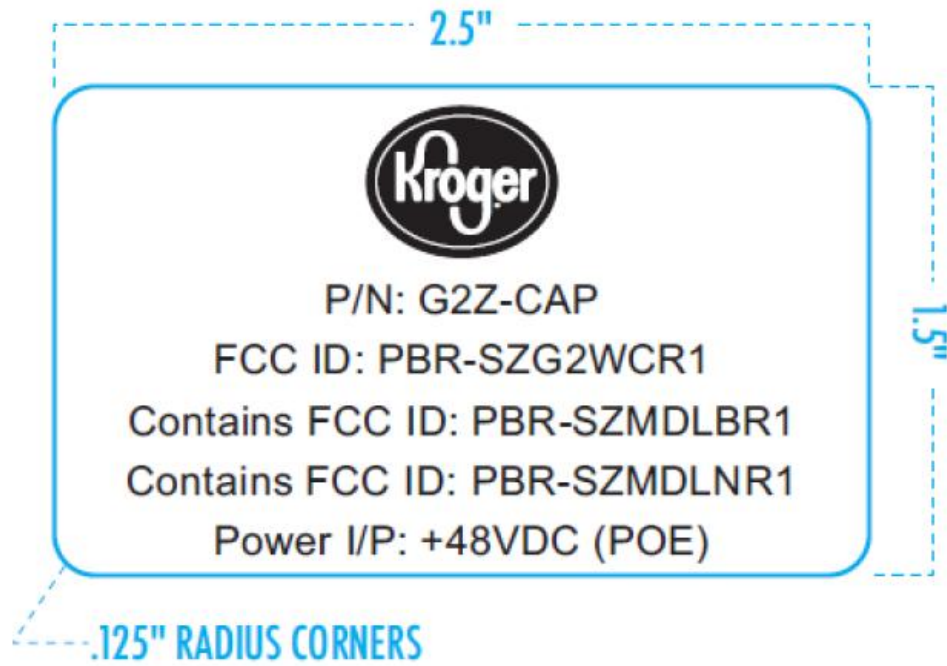 2.5"
Kroger
P/N: G2Z-CAP
FCC ID: PBR-SZG2WCR1
Contains FCC ID: PBR-SZMDLBR1
Contains FCC ID: PBR-SZMDLNR1
Power I/P: +48VDC (POE)
1.5"
.125" RADIUS CORNERS